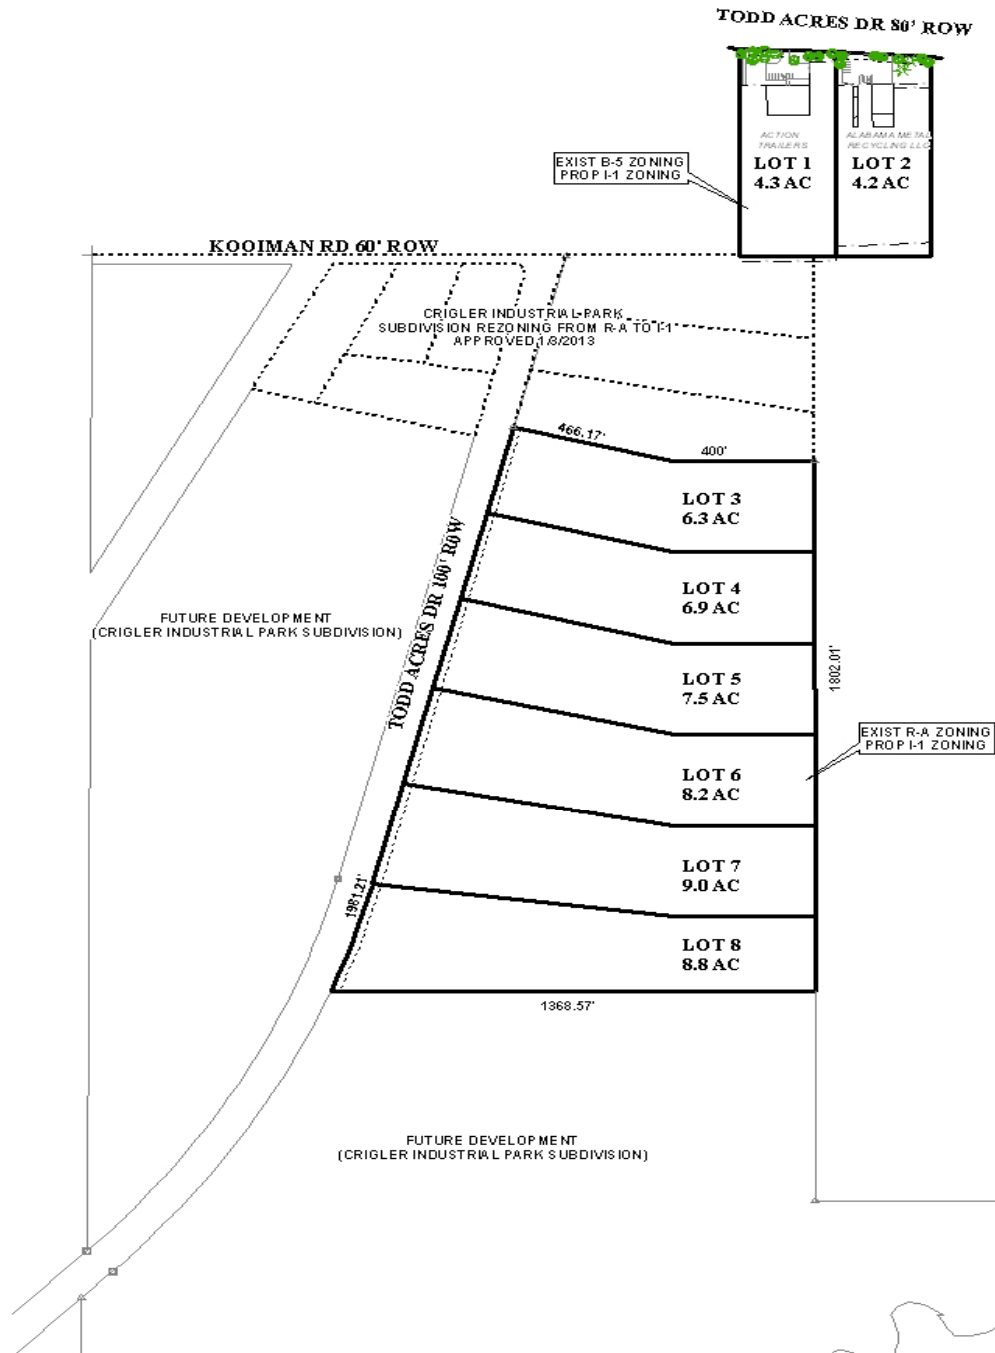 TODD ACRES DR 80' ROW
ACTION
TRAILERS
LOT 1
4.3 AC
ALABAMA METAL
RECYCLING LLC
LOT 2
4.2 AC
EXIST B-5 ZONING
PROP I-1 ZONING
KOOIMAN RD 60' ROW
CRIGLER INDUSTRIAL PARK
SUBDIVISION REZONING FROM R-A TO I-1
APPROVED 1/8/2013
466.17'
400'
LOT 3
6.3 AC
LOT 4
6.9 AC
TODD ACRES DR 100' ROW
FUTURE DEVELOPMENT
(CRIGLER INDUSTRIAL PARK SUBDIVISION)
LOT 5
7.5 AC
1802.01'
EXIST R-A ZONING
PROP I-1 ZONING
LOT 6
8.2 AC
LOT 7
9.0 AC
1981.21'
LOT 8
8.8 AC
1368.57'
FUTURE DEVELOPMENT
(CRIGLER INDUSTRIAL PARK SUBDIVISION)